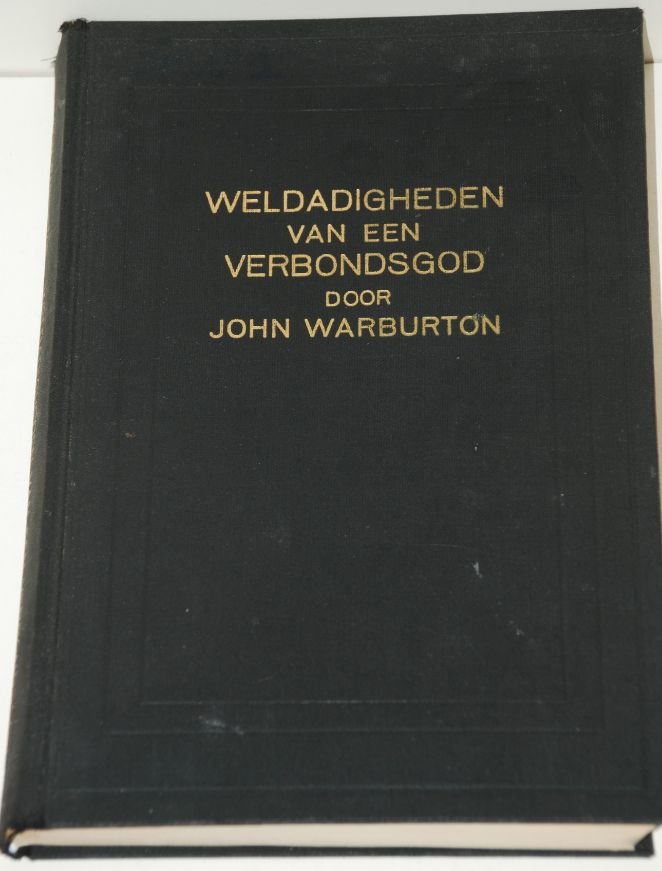 WELDADIGHEDEN
VAN EEN
VERBONDSGOD
DOOR
JOHN WARBURTON